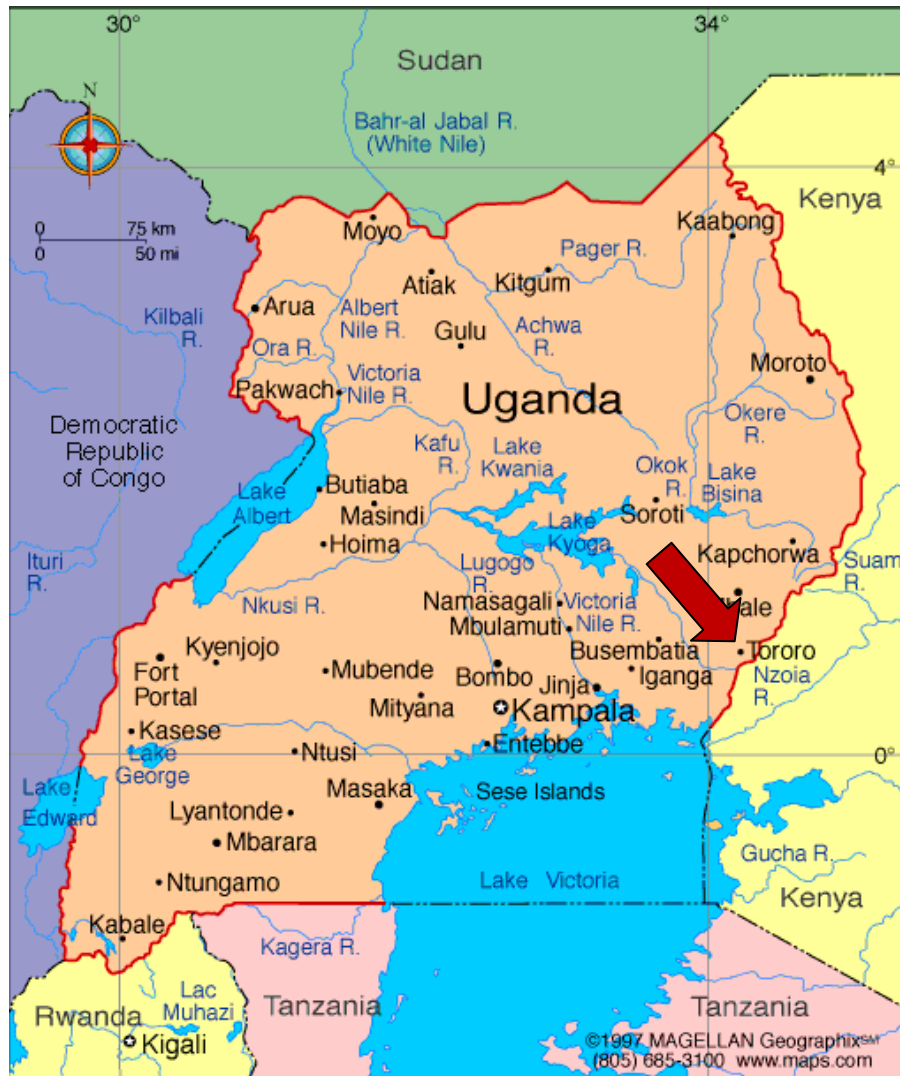 30°
34°
Sudan
N
Bahr-al Jabal R.
(White Nile)
4°
Kenya
0
75 km
0
50 mi
Moyo
Kaabong
Pager R.
Atiak
Kitgum
Arua
Albert
Nile R.
Kilbali
R.
Achwa
R.
Gulu
Ora R.
Moroto
Pakwach
Victoria
Nile R.
Uganda
Democratic
Republic
of Congo
Okere
R.
Kafu
R.
Lake
Kwania
Okok
R.
Lake
Bisina
Lake
Albert
Butiaba
Masindi
Soroti
Lake
Kyoga
Hoima
Kapchorwa
Ituri
R.
Lugogo
R.
Suam
R.
Nkusi R.
Namasagali
Victoria
Nile R.
Mbulamuti
Kyenjojo
Busembatia
Tororo
Fort
Portal
Mubende
Bombo
Iganga
Nzoia
R.
Mityana
Jinja
Kampala
Kasese
Entebbe
Lake
George
Ntusi
0°
Lake
Edward
Masaka
Sese Islands
Lyantonde
Mbarara
Gucha R.
Ntungamo
Lake Victoria
Kenya
Kabale
Kagera R.
Lac
Muhazi
Rwanda
Tanzania
Tanzania
Kigali
©1997 MAGELLAN Geographix℠
(805) 685-3100 www.maps.com